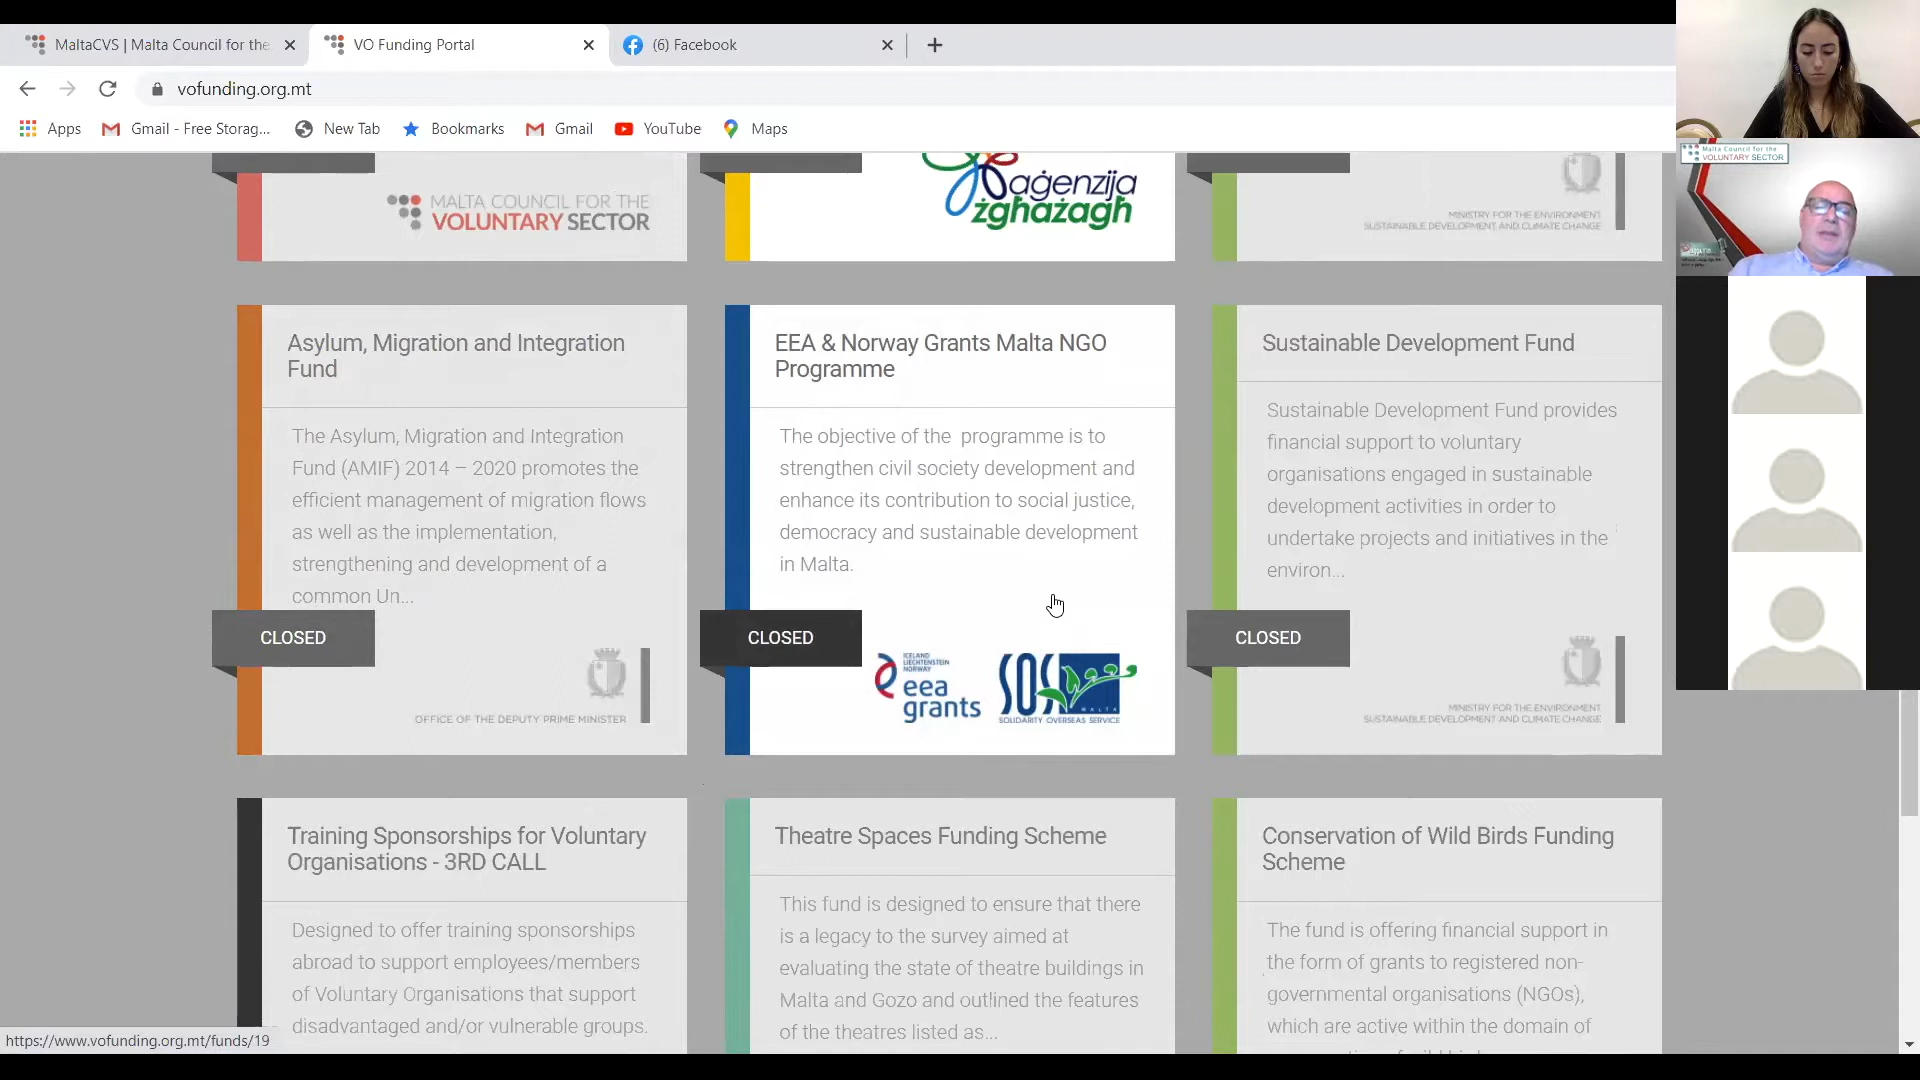 MaltaCVS | Malta Council for the
VO Funding Portal
(6) Facebook
vofunding.org.mt
Apps
Gmail - Free Storag...
New Tab
Bookmarks
Gmail
YouTube
Maps
MALTA COUNCIL FOR THE
VOLUNTARY SECTOR
aġenzija
żgħażagħ
MINISTRY FOR THE ENVIRONMENT
SUSTAINABLE DEVELOPMENT AND CLIMATE CHANGE
Malta Council for the
VOLUNTARY SECTOR
Asylum, Migration and Integration
Fund
The Asylum, Migration and Integration
Fund (AMIF) 2014 – 2020 promotes the
efficient management of migration flows
as well as the implementation,
strengthening and development of a
common Un...
CLOSED
OFFICE OF THE DEPUTY PRIME MINISTER
EEA & Norway Grants Malta NGO
Programme
The objective of the  programme is to
strengthen civil society development and
enhance its contribution to social justice,
democracy and sustainable development
in Malta.
CLOSED
ICELAND
LIECHTENSTEIN
NORWAY
eea
grants
SOS
MALTA
SOLIDARITY OVERSEAS SERVICE
Sustainable Development Fund
Sustainable Development Fund provides
financial support to voluntary
organisations engaged in sustainable
development activities in order to
undertake projects and initiatives in the
environ...
CLOSED
MINISTRY FOR THE ENVIRONMENT
SUSTAINABLE DEVELOPMENT AND CLIMATE CHANGE
Training Sponsorships for Voluntary
Organisations - 3RD CALL
Designed to offer training sponsorships
abroad to support employees/members
of Voluntary Organisations that support
disadvantaged and/or vulnerable groups.
Theatre Spaces Funding Scheme
This fund is designed to ensure that there
is a legacy to the survey aimed at
evaluating the state of theatre buildings in
Malta and Gozo and outlined the features
of the theatres listed as...
Conservation of Wild Birds Funding
Scheme
The fund is offering financial support in
the form of grants to registered non-
governmental organisations (NGOs),
which are active within the domain of
https://www.vofunding.org.mt/funds/19